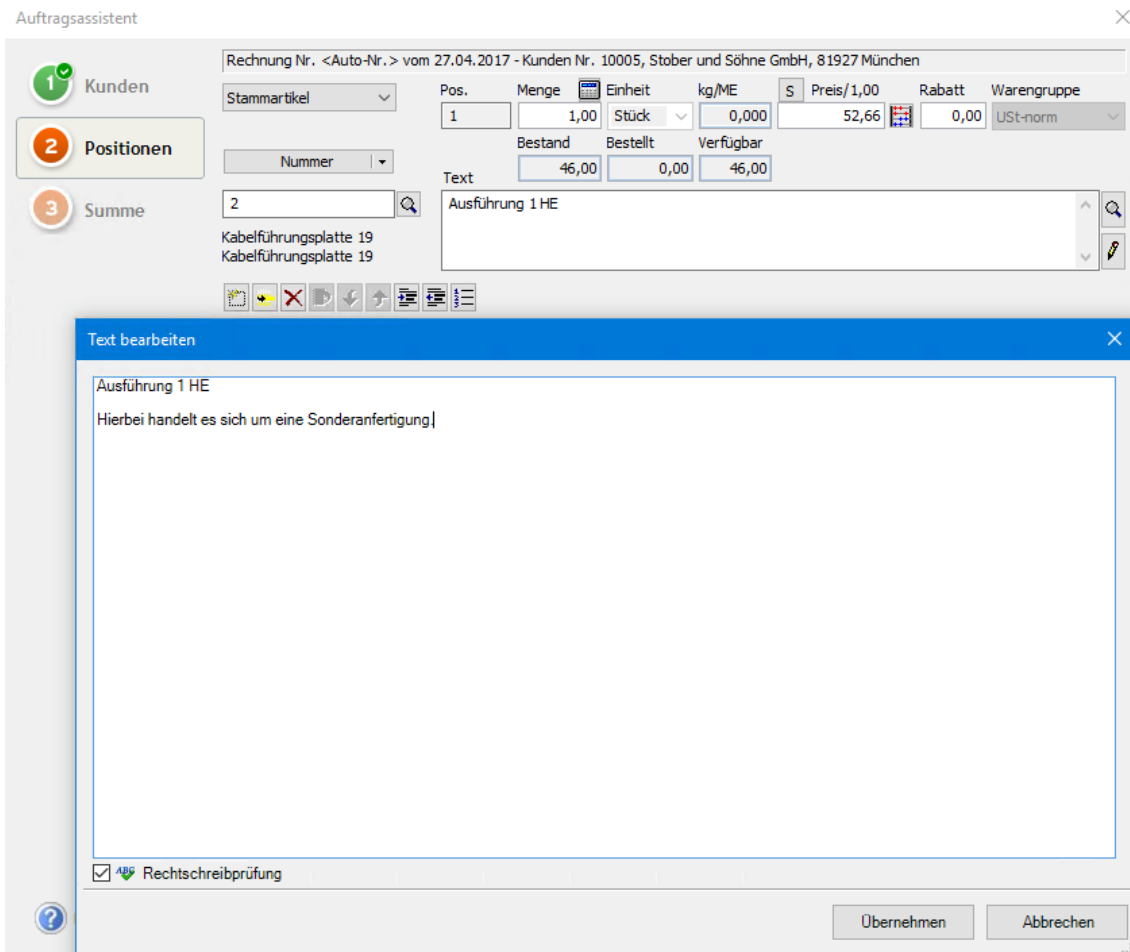 Auftragsassistent
1 Kunden
2 Positionen
3 Summe
Rechnung Nr. <Auto-Nr.> vom 27.04.2017 - Kunden Nr. 10005, Stober und Söhne GmbH, 81927 München
Stammartikel
Pos. Menge Einheit kg/ME S Preis/1,00 Rabatt Warengruppe
1 1,00 Stück 0,000 52,66 0,00 USt-norm
Bestand Bestellt Verfügbar
46,00 0,00 46,00
Nummer
Text
2
Ausführung 1 HE
Kabelführungsplatte 19
Kabelführungsplatte 19
Text bearbeiten
Ausführung 1 HE
Hierbei handelt es sich um eine Sonderanfertigung.
ABC Rechtschreibprüfung
?
Übernehmen Abbrechen